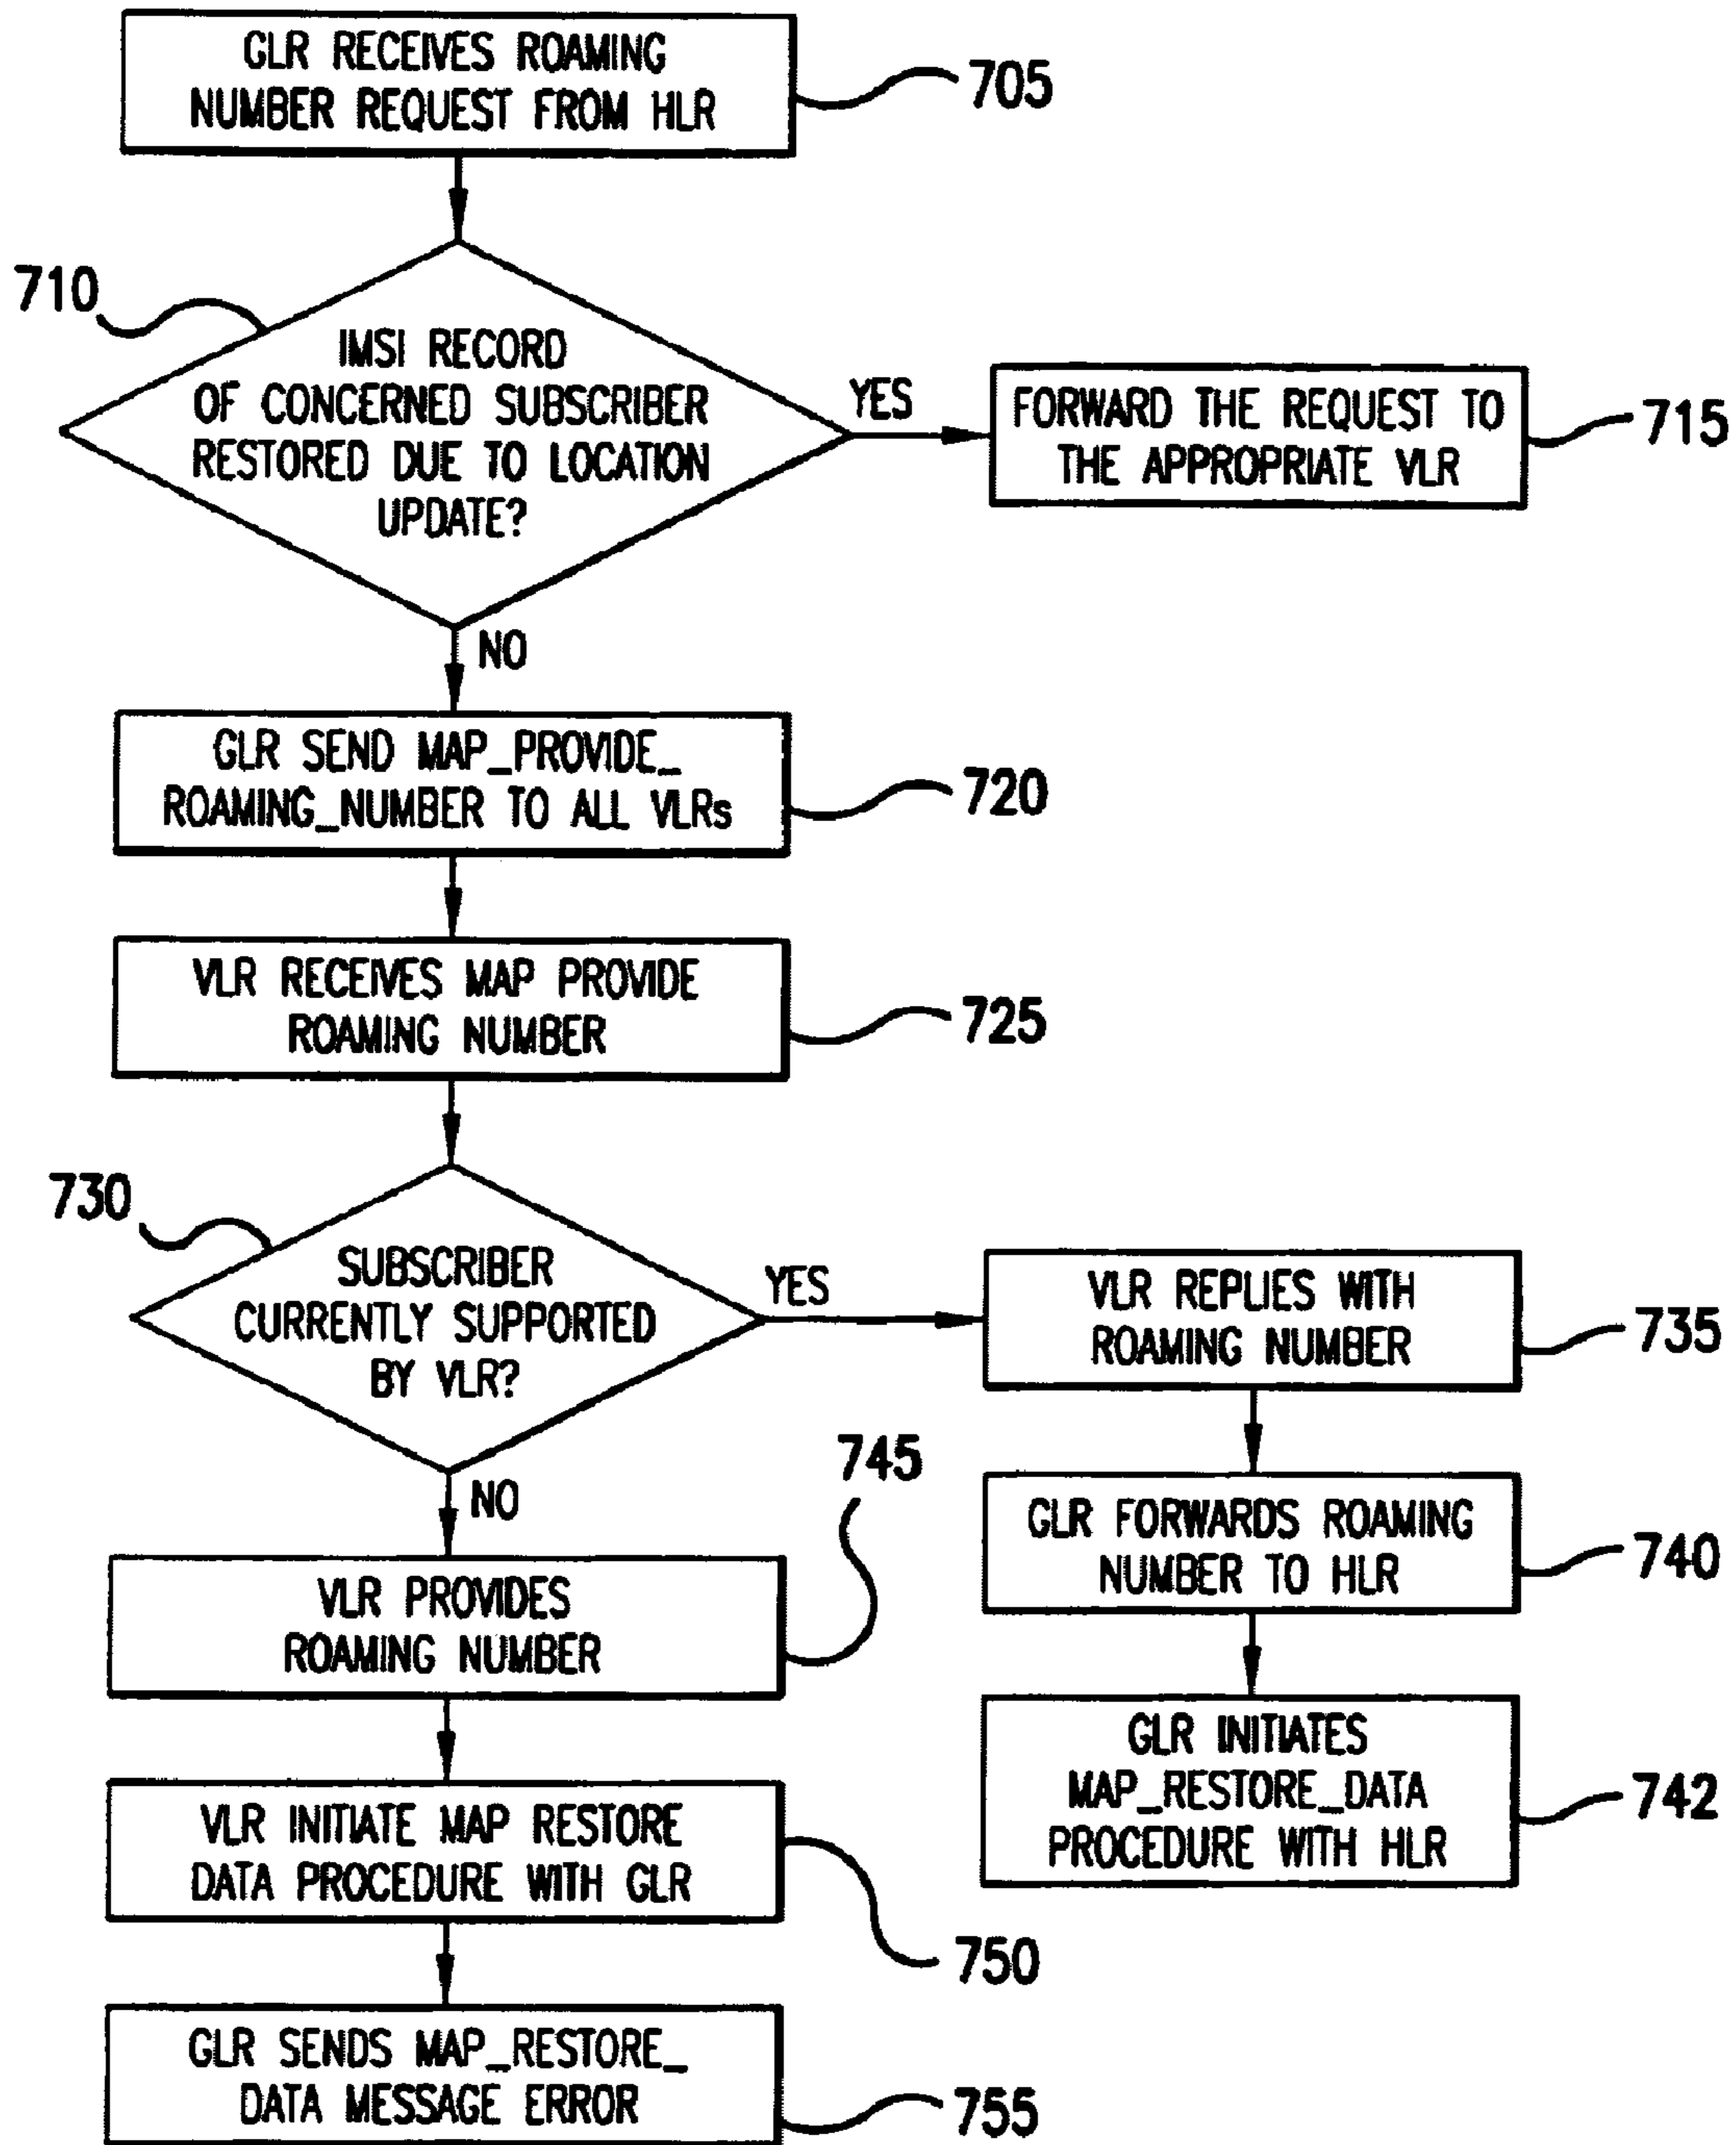 GLR RECEIVES ROAMING
NUMBER REQUEST FROM HLR
705
710
IMSI RECORD
OF CONCERNED SUBSCRIBER
RESTORED DUE TO LOCATION
UPDATE?
YES
FORWARD THE REQUEST TO
THE APPROPRIATE VLR
715
NO
GLR SEND MAP_PROVIDE_
ROAMING_NUMBER TO ALL VLRs
720
VLR RECEIVES MAP PROVIDE
ROAMING NUMBER
725
730
SUBSCRIBER
CURRENTLY SUPPORTED
BY VLR?
YES
VLR REPLIES WITH
ROAMING NUMBER
735
GLR FORWARDS ROAMING
NUMBER TO HLR
740
GLR INITIATES
MAP_RESTORE_DATA
PROCEDURE WITH HLR
742
NO
745
VLR PROVIDES
ROAMING NUMBER
VLR INITIATE MAP RESTORE
DATA PROCEDURE WITH GLR
750
GLR SENDS MAP_RESTORE_
DATA MESSAGE ERROR
755